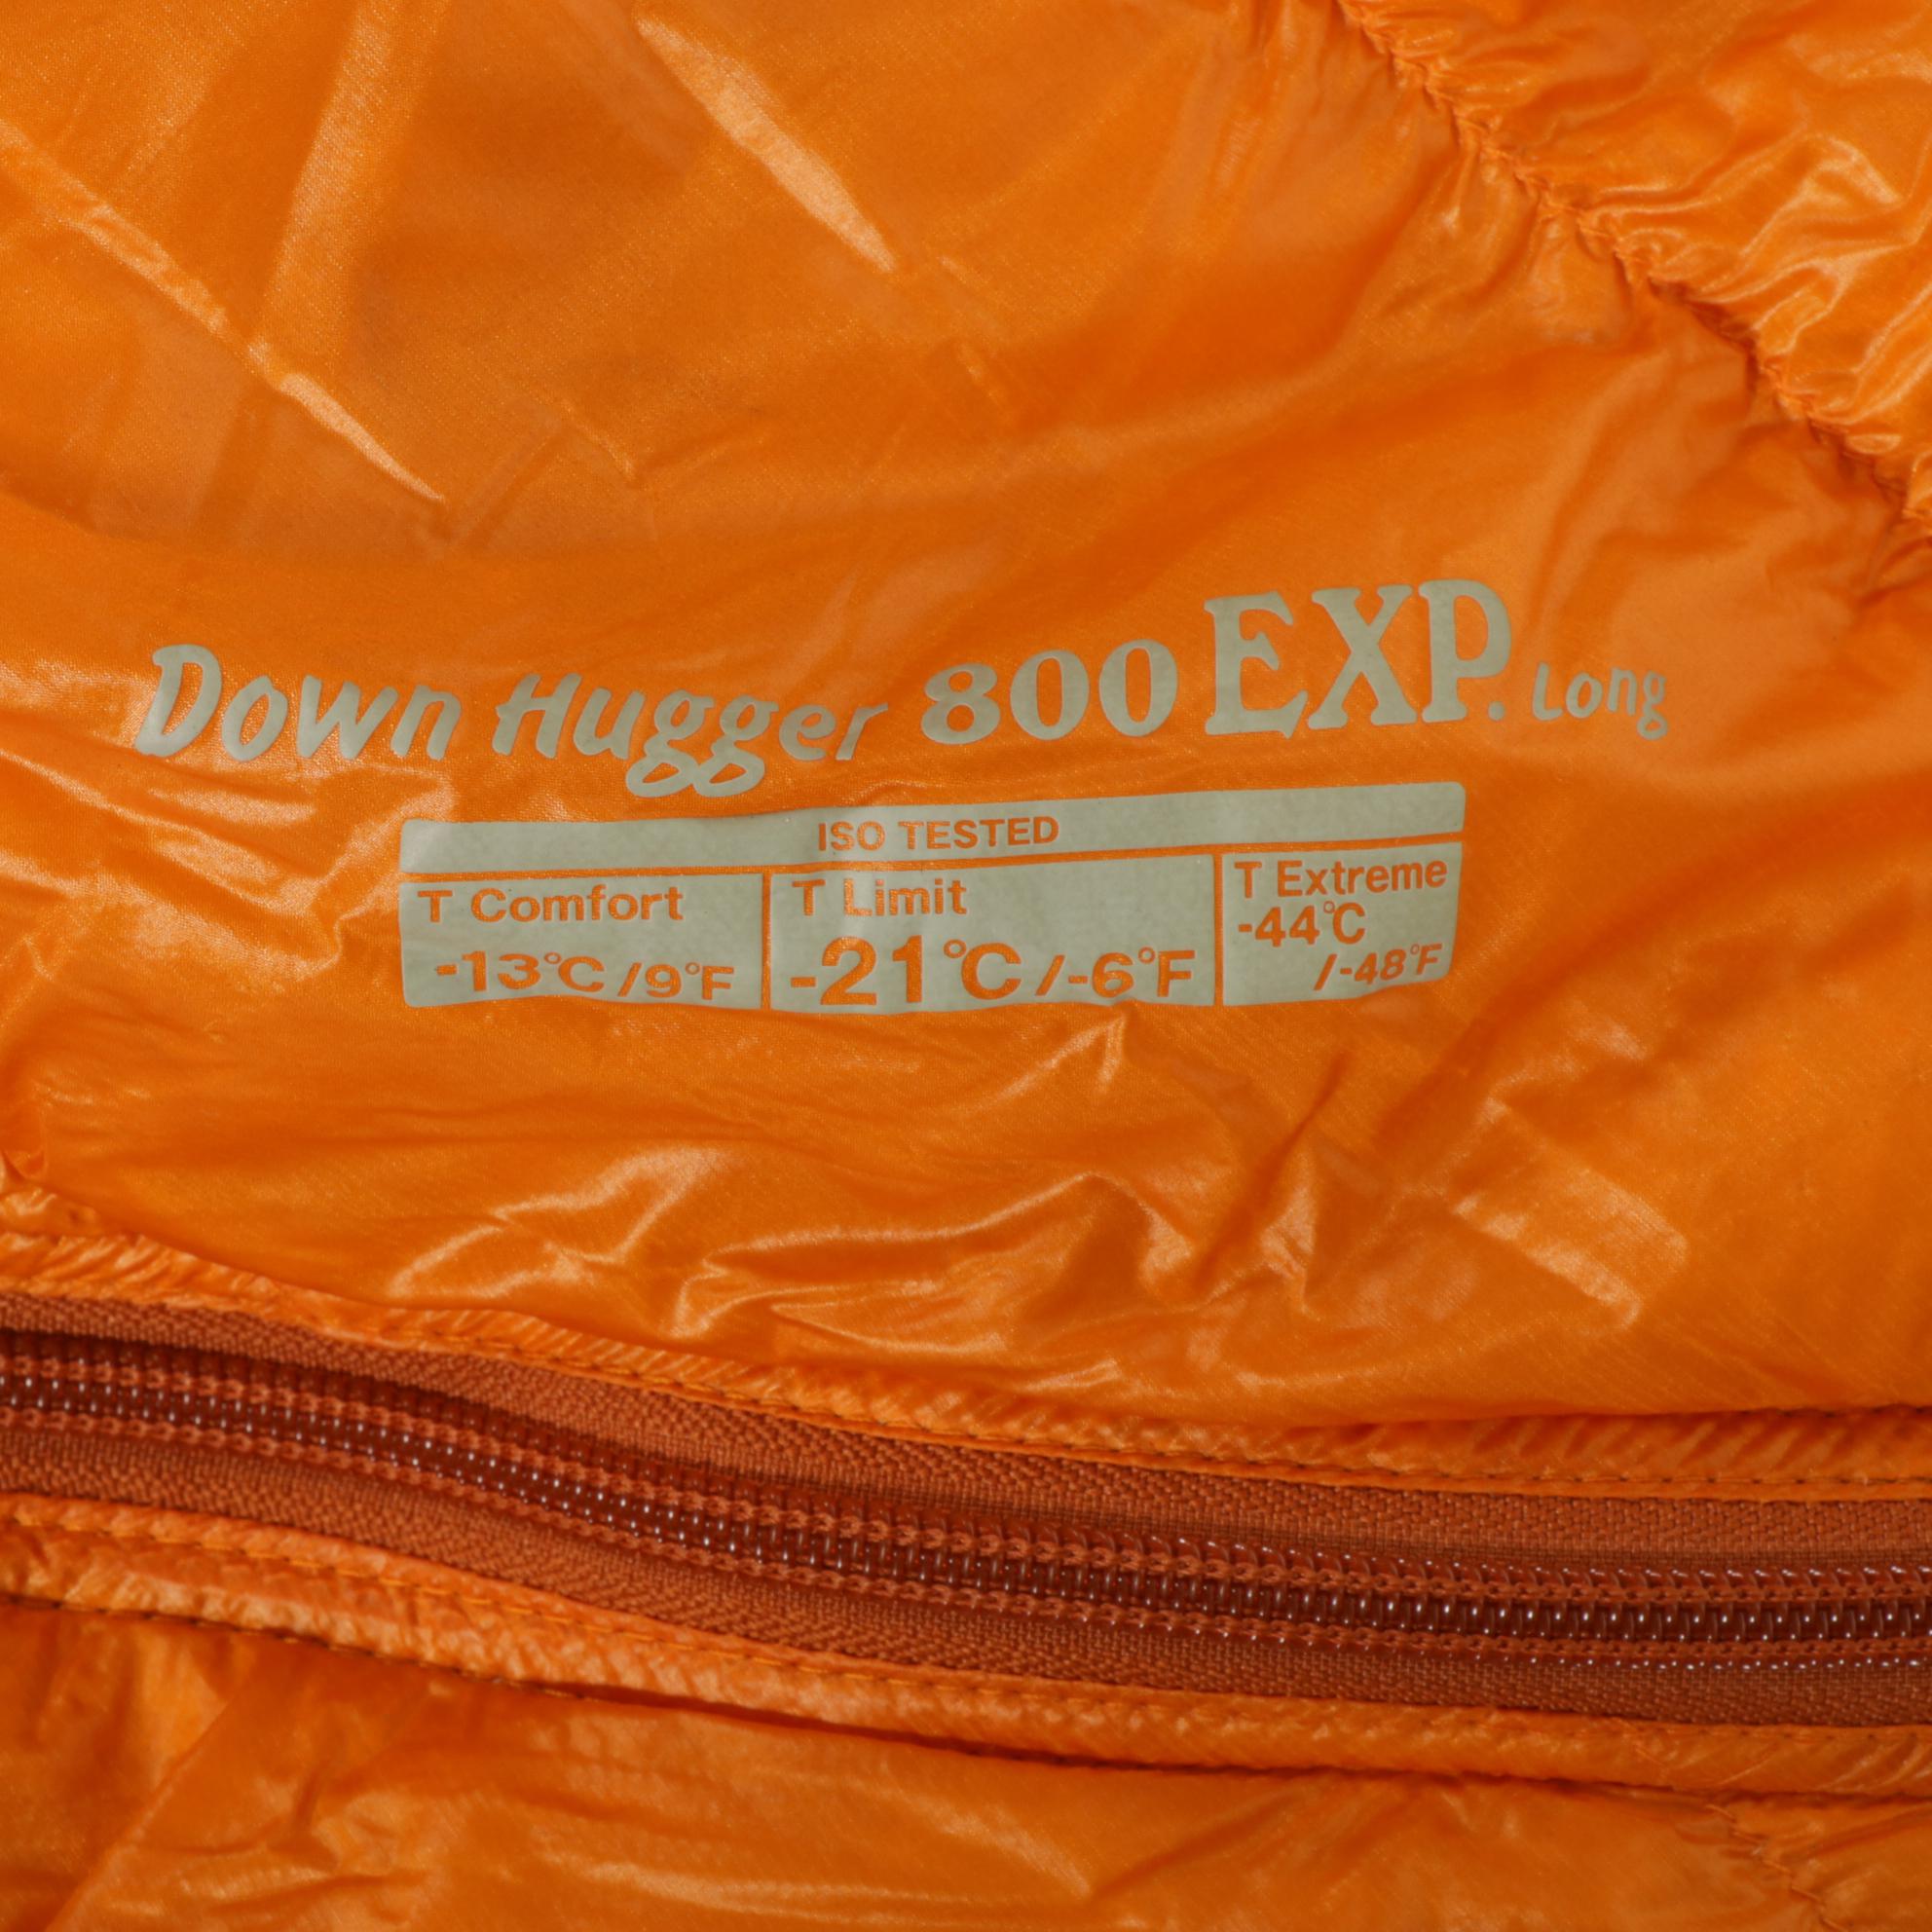 Down Hugger 800 EXP. Long
ISO TESTED
T Comfort
-13℃/9°F
T Limit
-21℃/-6°F
T Extreme
-44℃
/-48°F